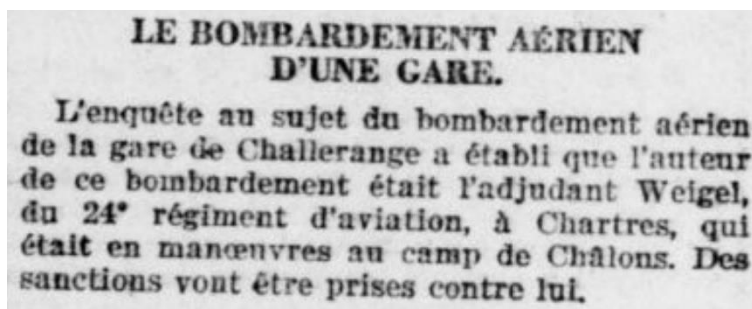 LE BOMBARDEMENT AÉRIEN
D'UNE GARE.
L'enquête au sujet du bombardement aérien
de la gare de Challerange a établi que l'auteur
de ce bombardement était l'adjudant Weigel,
du 24e régiment d'aviation, à Chartres, qui
était en manœuvres au camp de Châlons. Des
sanctions vont être prises contre lui.